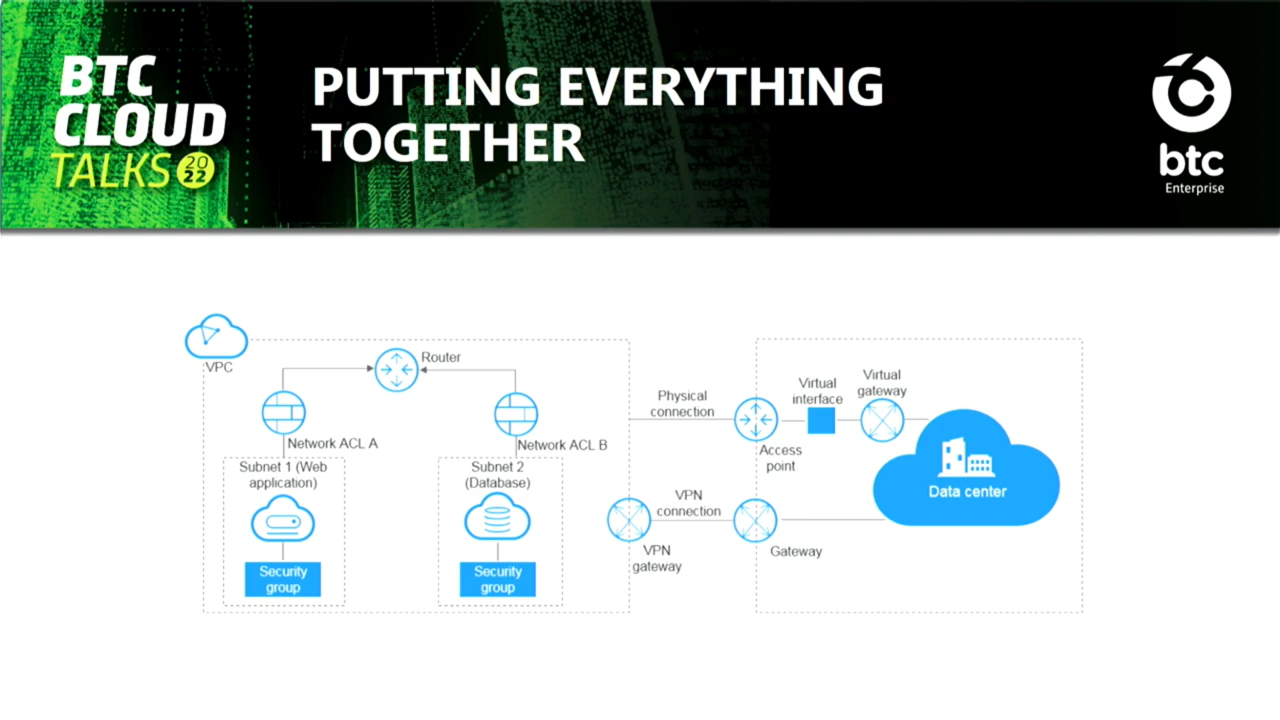 BTC
CLOUD
TALKS 20
22
PUTTING EVERYTHING
TOGETHER
btc
Enterprise
VPC
Router
Network ACL A
Network ACL B
Subnet 1 (Web
application)
Security
group
Subnet 2
(Database)
Security
group
Physical
connection
Access
point
Virtual
interface
Virtual
gateway
Data center
VPN
connection
VPN
gateway
Gateway